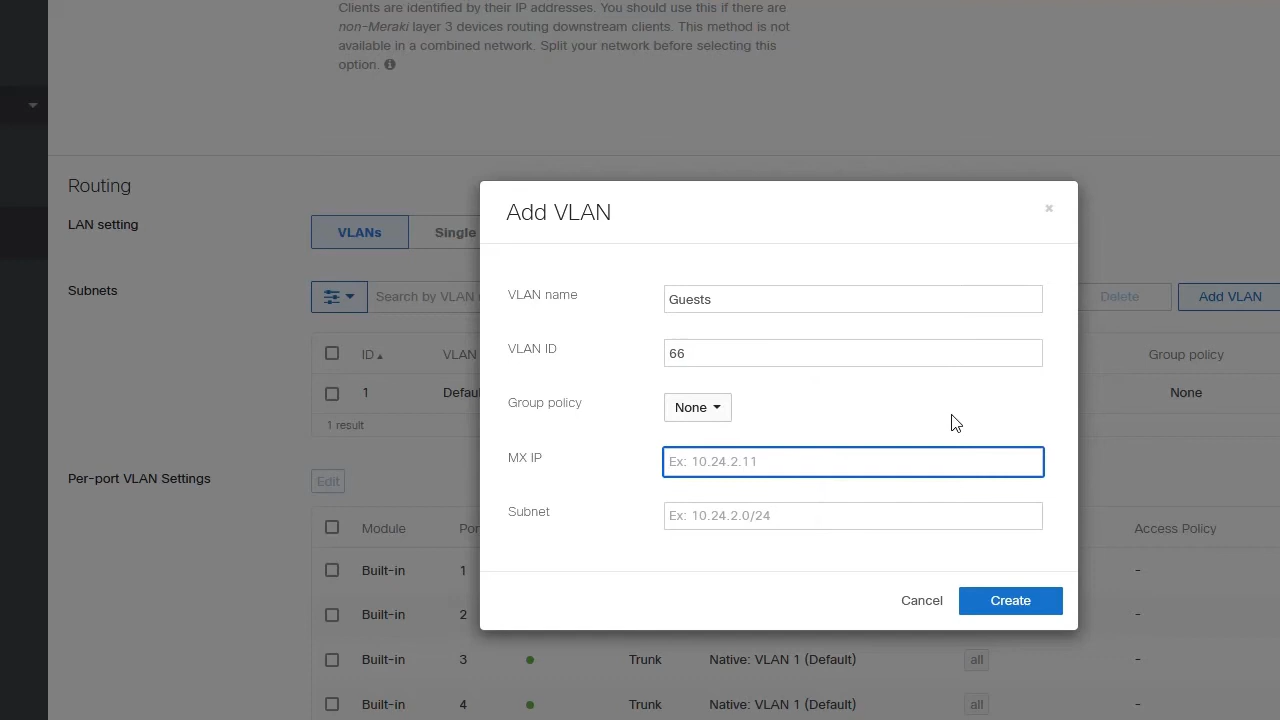 Clients are identified by their IP addresses. You should use this if there are
non-Meraki layer 3 devices routing downstream clients. This method is not
available in a combined network. Split your network before selecting this
option.
Routing
LAN setting
VLANs
Single
Subnets
Search by VLAN
Delete
Add VLAN
ID
VLAN
Group policy
1
None
1 result
Per-port VLAN Settings
Edit
Module
Access Policy
Built-in
1
-
Built-in
2
-
Built-in
3
Trunk
Native: VLAN 1 (Default)
all
-
Built-in
4
Trunk
Native: VLAN 1 (Default)
all
-
Add VLAN
VLAN name
Guests
VLAN ID
66
Group policy
None
MX IP
Ex: 10.24.2.11
Subnet
Ex: 10.24.2.0/24
Cancel
Create